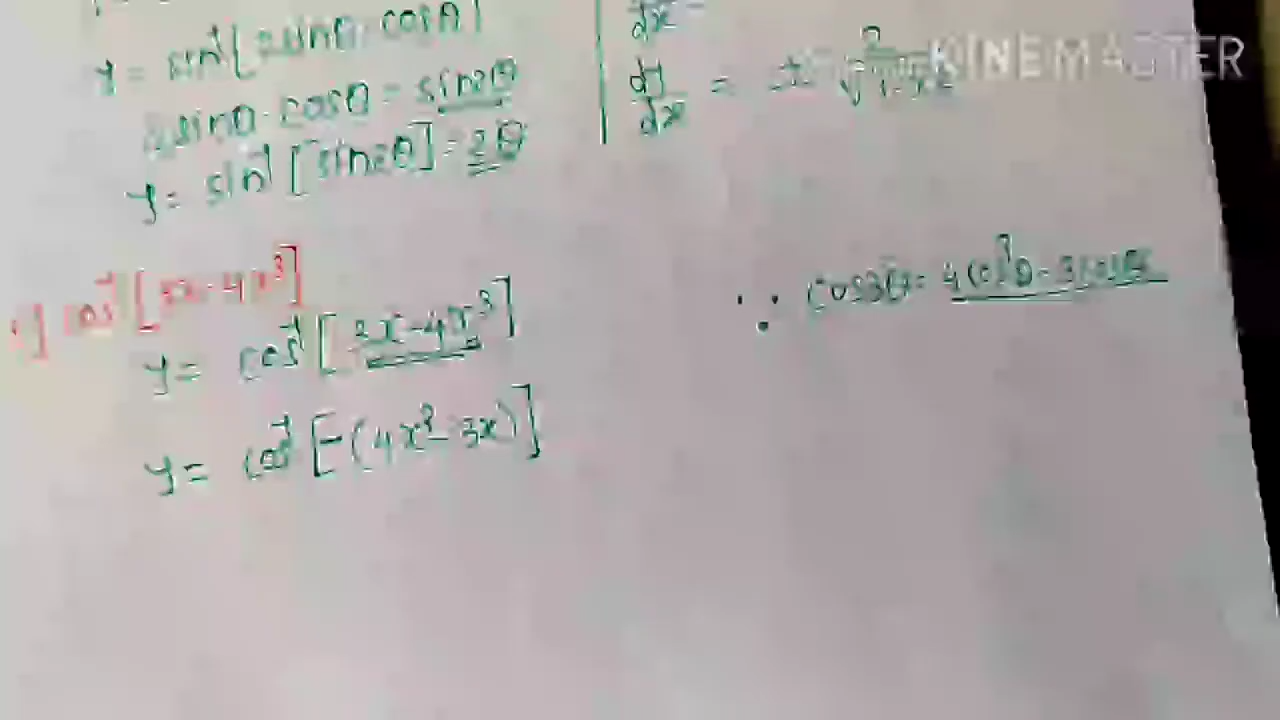 y = sin⁻¹[2sinθ·cosθ]
2sinθ·cosθ = sin2θ
y = sin⁻¹[sin2θ] = 2θ
dx
dy/dx =
KINEMASTER
] cos⁻¹[3x-4x³]
y = cos⁻¹[3x-4x³]
y = cos⁻¹[-(4x³-3x)]
∵ cos3θ = 4cos³θ-3cosθ